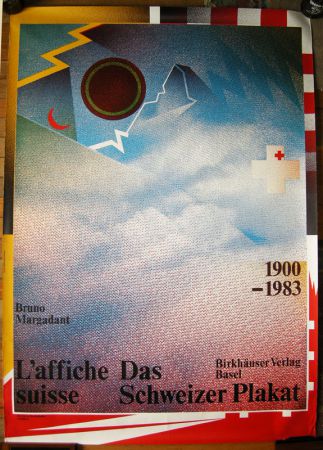 1900
–1983
Bruno
Margadant
L'affiche Das
suisse Schweizer Plakat
Birkhäuser Verlag
Basel